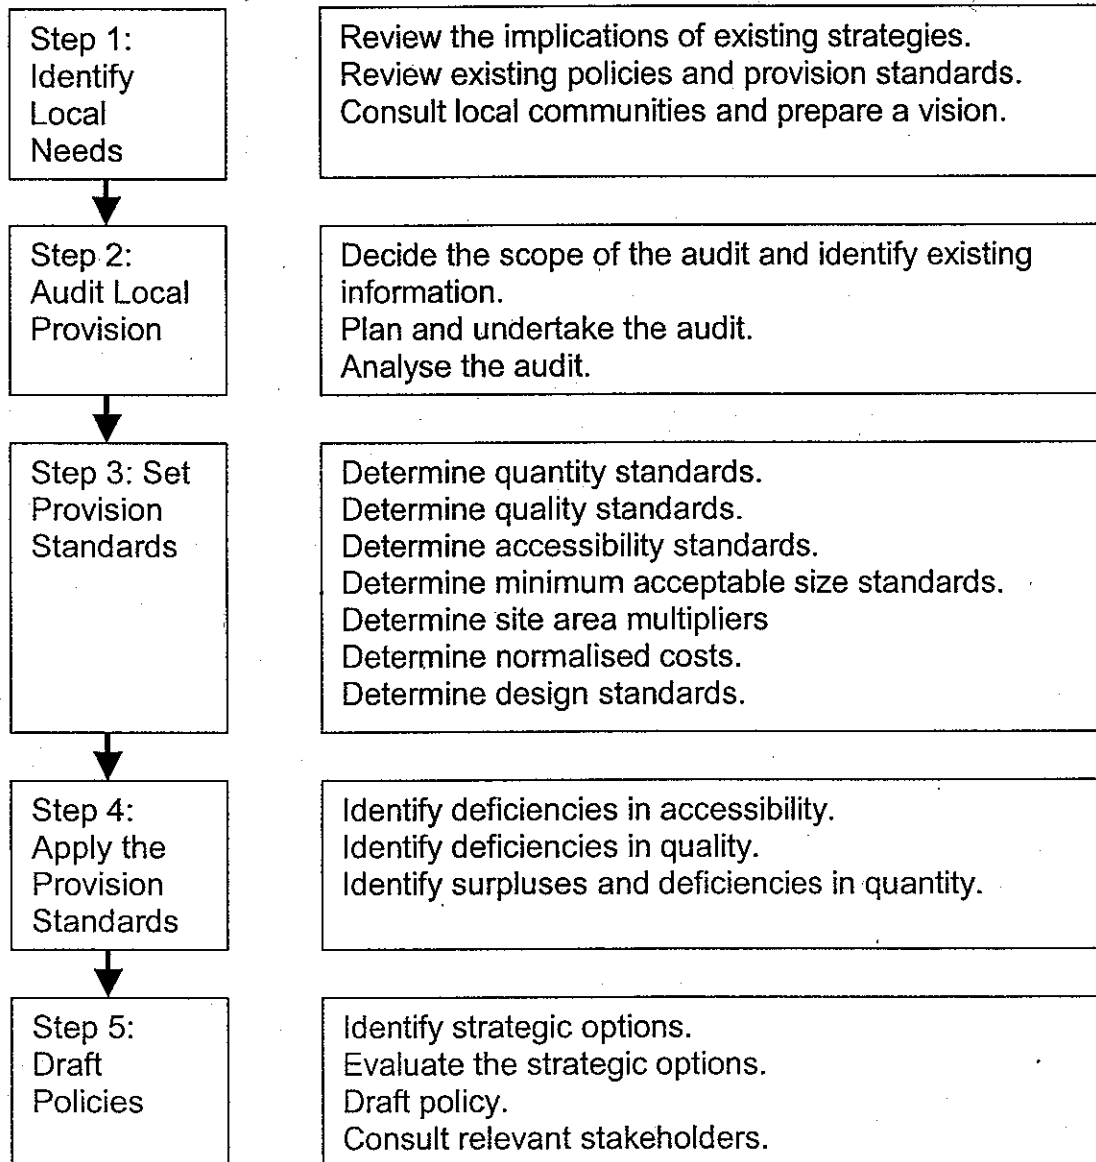 Step 1:
Identify
Local
Needs
Review the implications of existing strategies.
Review existing policies and provision standards.
Consult local communities and prepare a vision.
Step 2:
Audit Local
Provision
Decide the scope of the audit and identify existing
information.
Plan and undertake the audit.
Analyse the audit.
Step 3: Set
Provision
Standards
Determine quantity standards.
Determine quality standards.
Determine accessibility standards.
Determine minimum acceptable size standards.
Determine site area multipliers
Determine normalised costs.
Determine design standards.
Step 4:
Apply the
Provision
Standards
Identify deficiencies in accessibility.
Identify deficiencies in quality.
Identify surpluses and deficiencies in quantity.
Step 5:
Draft
Policies
Identify strategic options.
Evaluate the strategic options.
Draft policy.
Consult relevant stakeholders.